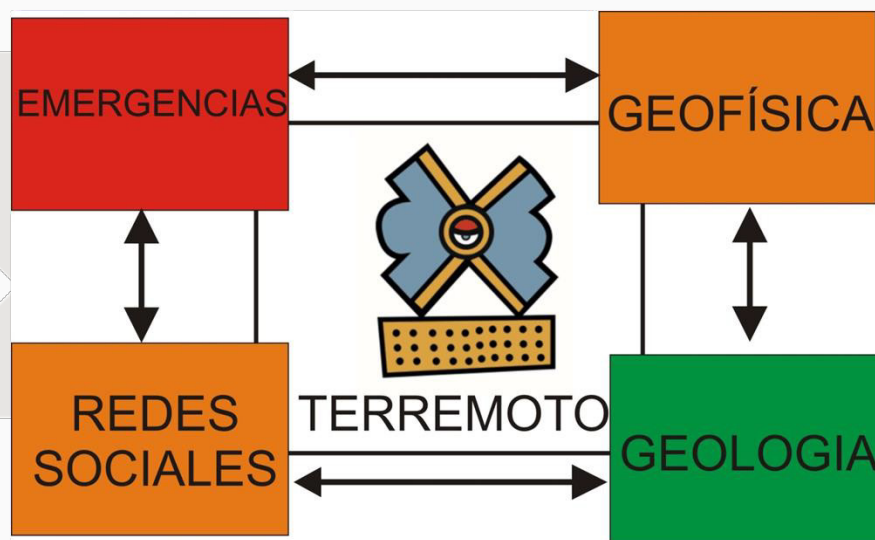 EMERGENCIAS
GEOFÍSICA
REDES
SOCIALES
TERREMOTO
GEOLOGIA